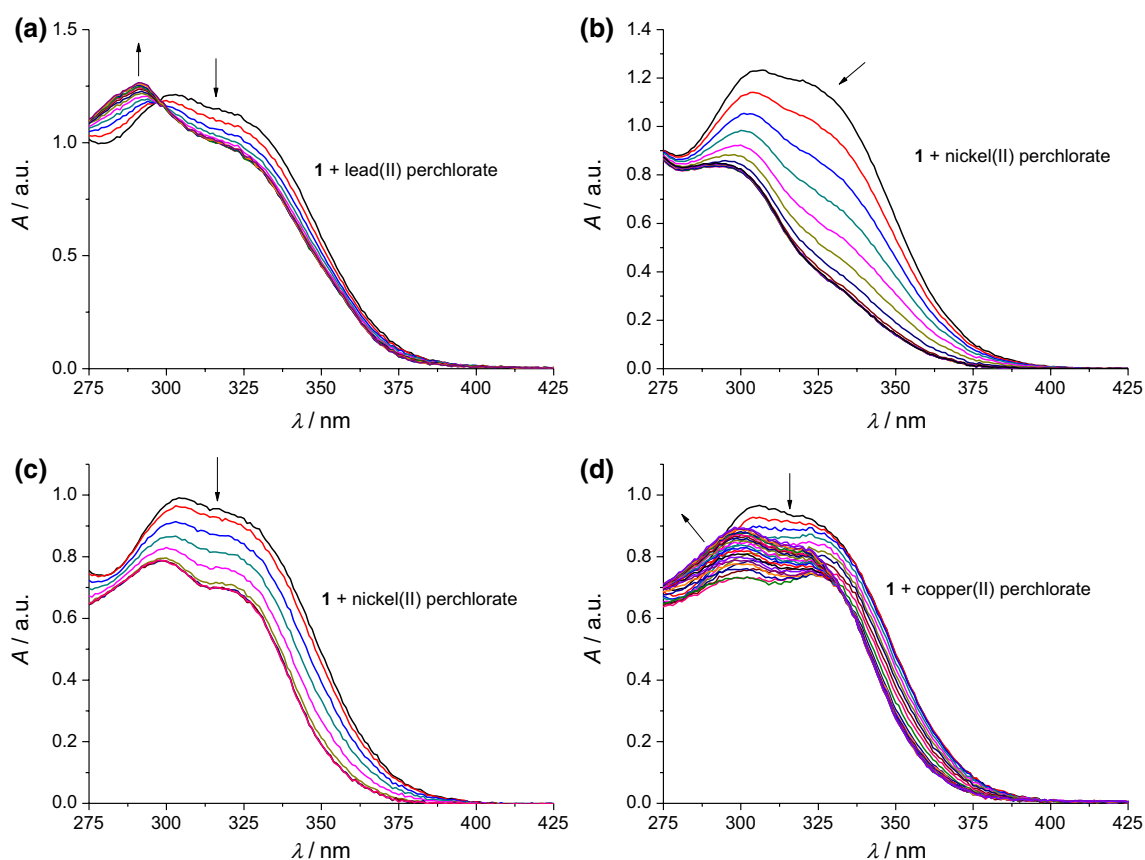 (a)
1.5
1.0
0.5
0.0
A / a.u.
1 + lead(II) perchlorate
275 300 325 350 375 400 425
λ / nm
(b)
1.4
1.2
1.0
0.8
0.6
0.4
0.2
0.0
A / a.u.
1 + nickel(II) perchlorate
275 300 325 350 375 400 425
λ / nm
(c)
1.0
0.8
0.6
0.4
0.2
0.0
A / a.u.
1 + nickel(II) perchlorate
275 300 325 350 375 400 425
λ / nm
(d)
1.0
0.8
0.6
0.4
0.2
0.0
A / a.u.
1 + copper(II) perchlorate
275 300 325 350 375 400 425
λ / nm